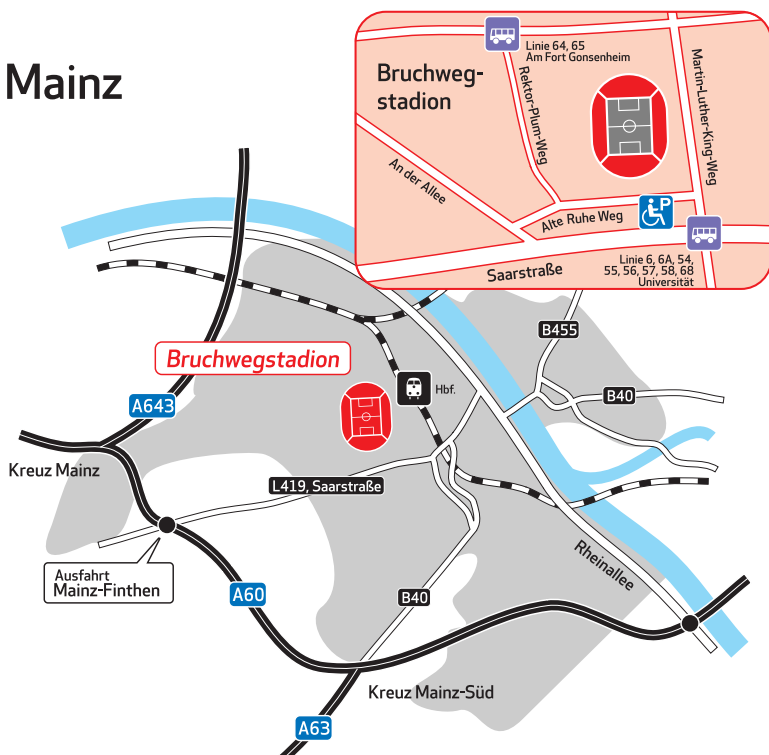 Mainz
Bruchweg-
stadion
Linie 64, 65
Am Fort Gonsenheim
Rektor-Plum-Weg
Martin-Luther-King-Weg
An der Allee
Alte Ruhe Weg
P
Saarstraße
Linie 6, 6A, 54,
55, 56, 57, 58, 68
Universität
B455
Bruchwegstadion
Hbf.
A643
B40
Kreuz Mainz
L419, Saarstraße
Ausfahrt
Mainz-Finthen
Rheinallee
A60
B40
Kreuz Mainz-Süd
A63